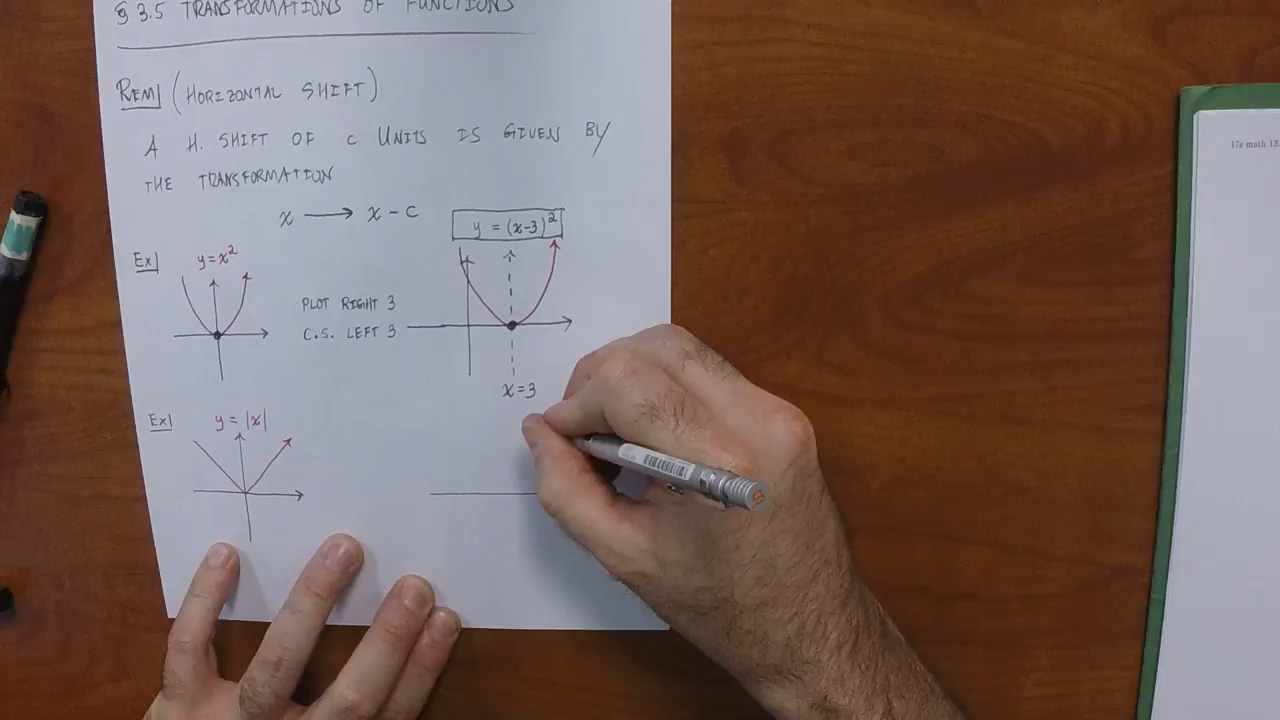 § 3.5 TRANSFORMATIONS OF FUNCTIONS
REM (HORIZONTAL SHIFT)
A H. SHIFT OF c UNITS IS GIVEN BY
THE TRANSFORMATION
x → x - c
y = (x-3)²
Ex y=x²
PLOT RIGHT 3
C.S. LEFT 3
x=3
Ex y = |x|
17s math 13